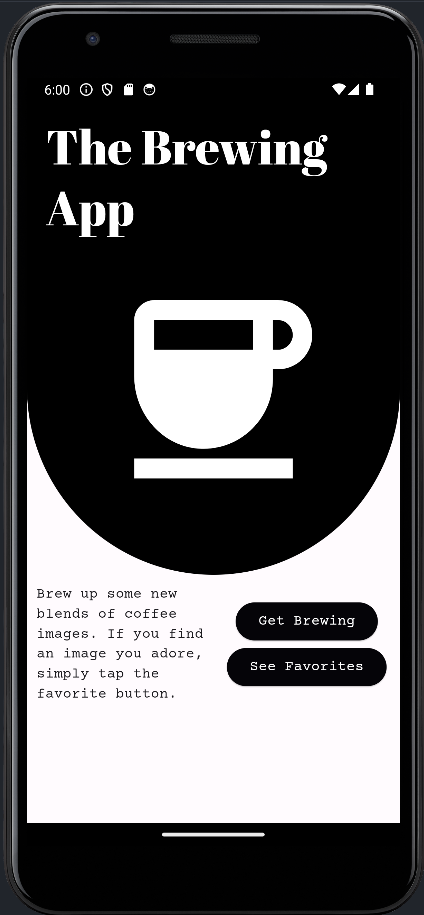 6:00
The Brewing
App
Brew up some new
blends of coffee
images. If you find
an image you adore,
simply tap the
favorite button.
Get Brewing
See Favorites